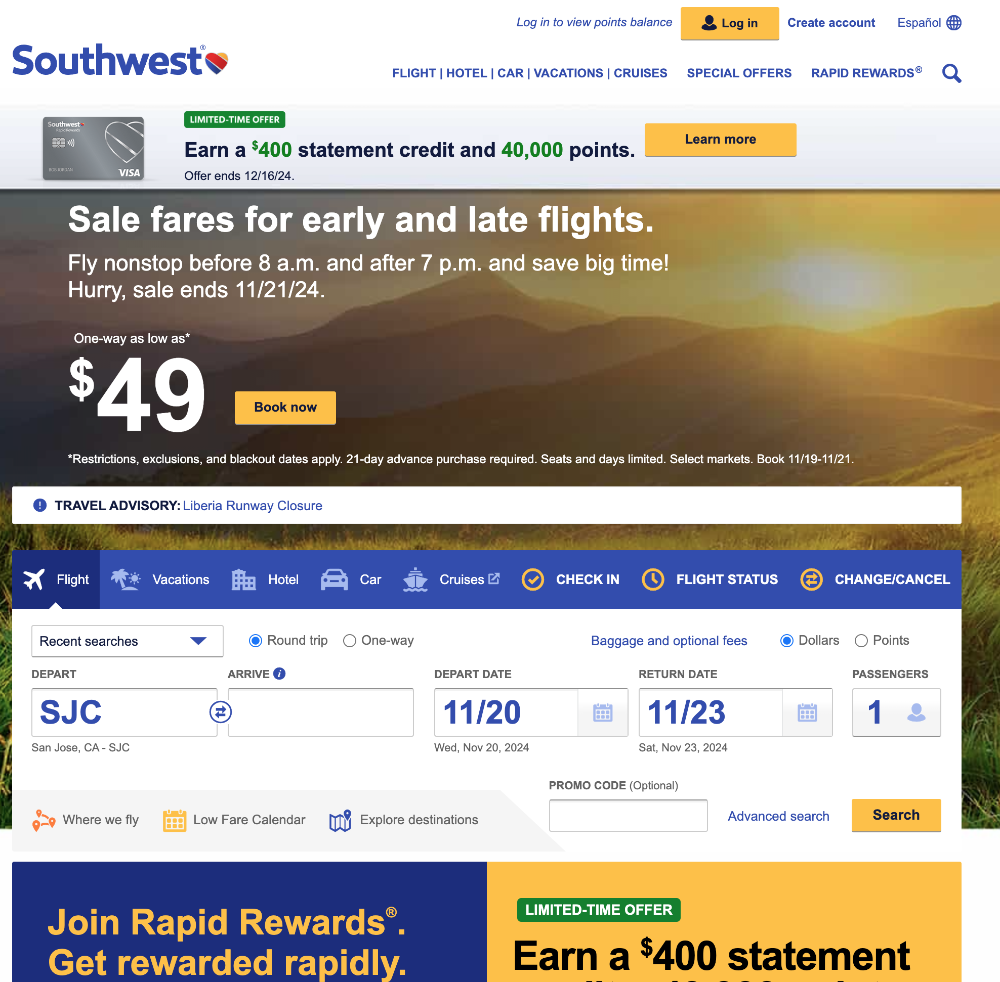 Log in to view points balance
Log in
Create account
Español
Southwest®
FLIGHT | HOTEL | CAR | VACATIONS | CRUISES
SPECIAL OFFERS
RAPID REWARDS®
Southwest
Rapid Rewards
BOB JORDAN
VISA
LIMITED-TIME OFFER
Earn a $400 statement credit and 40,000 points.
Offer ends 12/16/24.
Learn more
Sale fares for early and late flights.
Fly nonstop before 8 a.m. and after 7 p.m. and save big time!
Hurry, sale ends 11/21/24.
One-way as low as*
$49
Book now
*Restrictions, exclusions, and blackout dates apply. 21-day advance purchase required. Seats and days limited. Select markets. Book 11/19-11/21.
TRAVEL ADVISORY: Liberia Runway Closure
Flight
Vacations
Hotel
Car
Cruises
CHECK IN
FLIGHT STATUS
CHANGE/CANCEL
Recent searches
Round trip
One-way
Baggage and optional fees
Dollars
Points
DEPART
ARRIVE
DEPART DATE
RETURN DATE
PASSENGERS
SJC
11/20
11/23
1
San Jose, CA - SJC
Wed, Nov 20, 2024
Sat, Nov 23, 2024
PROMO CODE (Optional)
Where we fly
Low Fare Calendar
Explore destinations
Advanced search
Search
Join Rapid Rewards®.
Get rewarded rapidly.
LIMITED-TIME OFFER
Earn a $400 statement